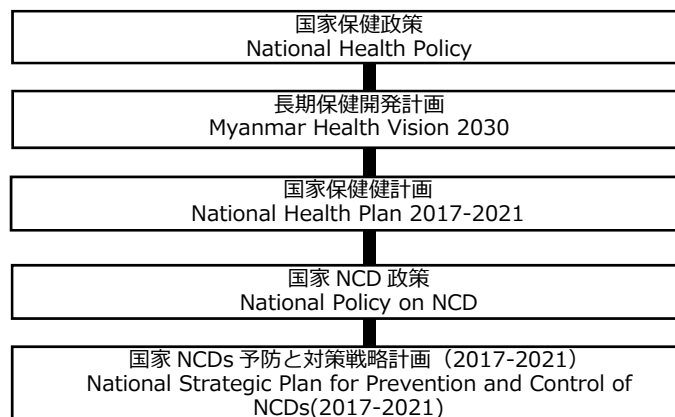 国家保健政策
National Health Policy
長期保健開発計画
Myanmar Health Vision 2030
国家保健健計画
National Health Plan 2017-2021
国家 NCD 政策
National Policy on NCD
国家 NCDs 予防と対策戦略計画（2017-2021）
National Strategic Plan for Prevention and Control of
NCDs(2017-2021)